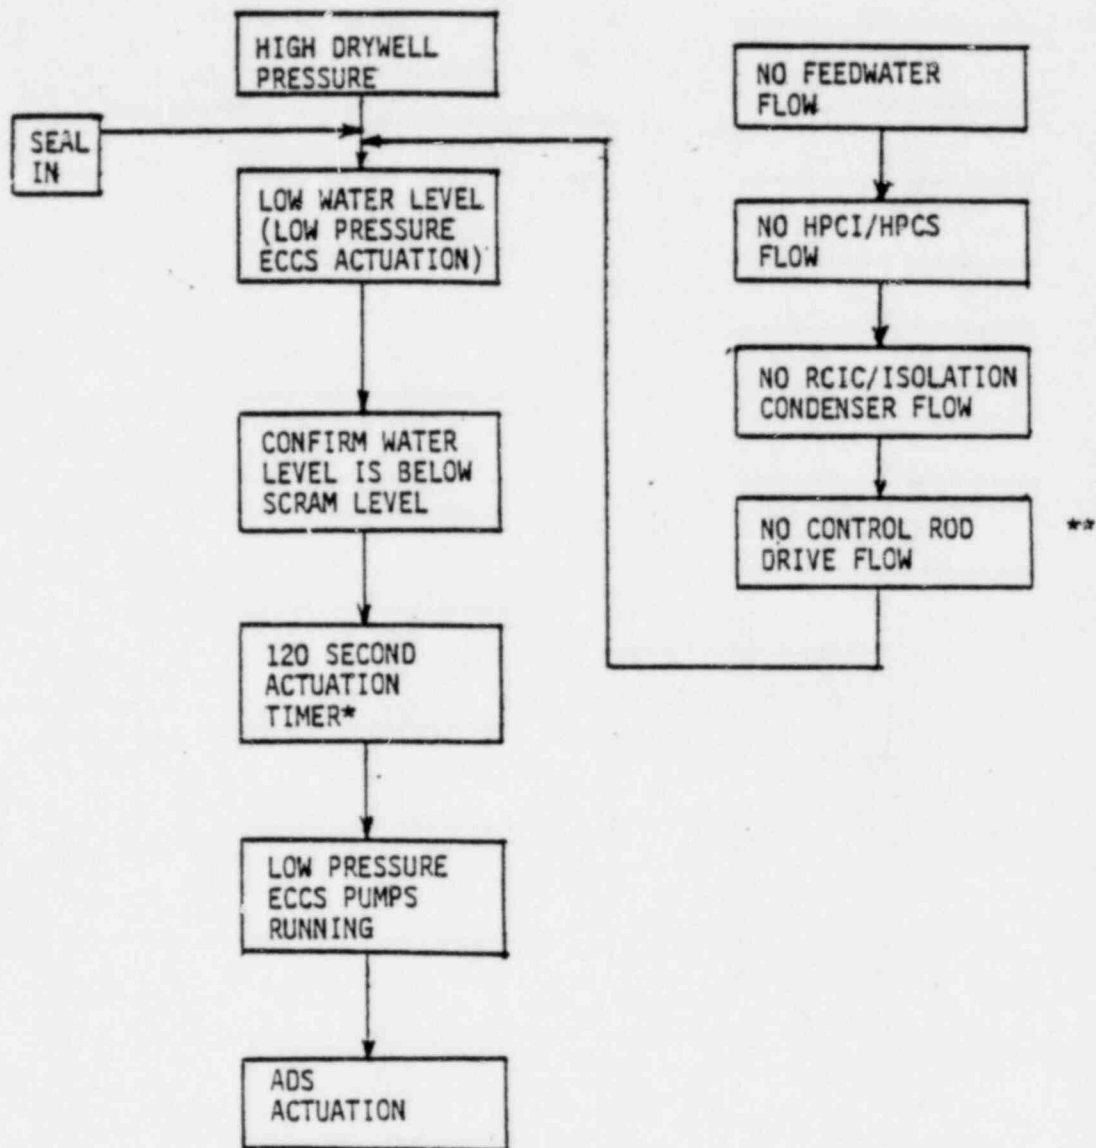 HIGH DRYWELL
PRESSURE
SEAL
IN
LOW WATER LEVEL
(LOW PRESSURE
ECCS ACTUATION)
CONFIRM WATER
LEVEL IS BELOW
SCRAM LEVEL
120 SECOND
ACTUATION
TIMER*
LOW PRESSURE
ECCS PUMPS
RUNNING
ADS
ACTUATION
NO FEEDWATER
FLOW
NO HPCI/HPCS
FLOW
NO RCIC/ISOLATION
CONDENSER FLOW
NO CONTROL ROD
DRIVE FLOW
**